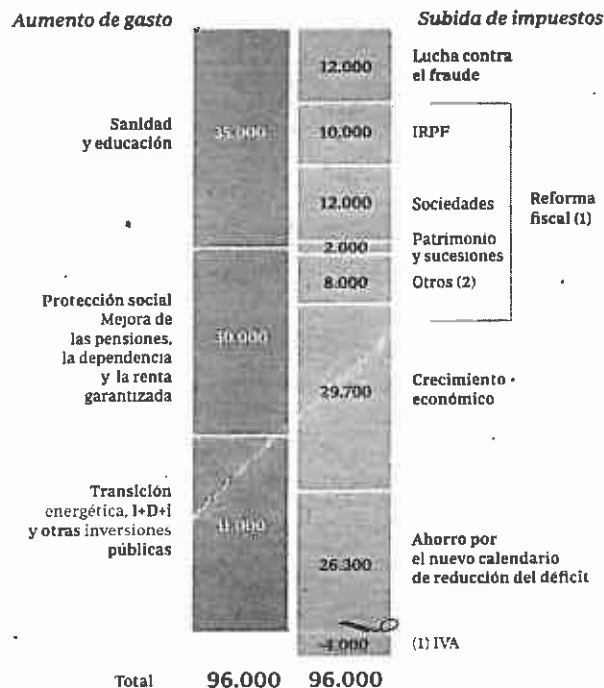 Aumento de gasto
Subida de impuestos
12.000
Lucha contra
el fraude
Sanidad
y educación
35.000
10.000
IRPF
12.000
Sociedades
Reforma
fiscal (1)
2.000
Patrimonio
y sucesiones
8.000
Otros (2)
Protección social
Mejora de
las pensiones,
la dependencia
y la renta
garantizada
30.000
29.700
Crecimiento
económico
Transición
energética, I+D+i
y otras inversiones
públicas
26.300
Ahorro por
el nuevo calendario
de reducción del déficit
-4.000
(1) IVA
Total
96.000
96.000